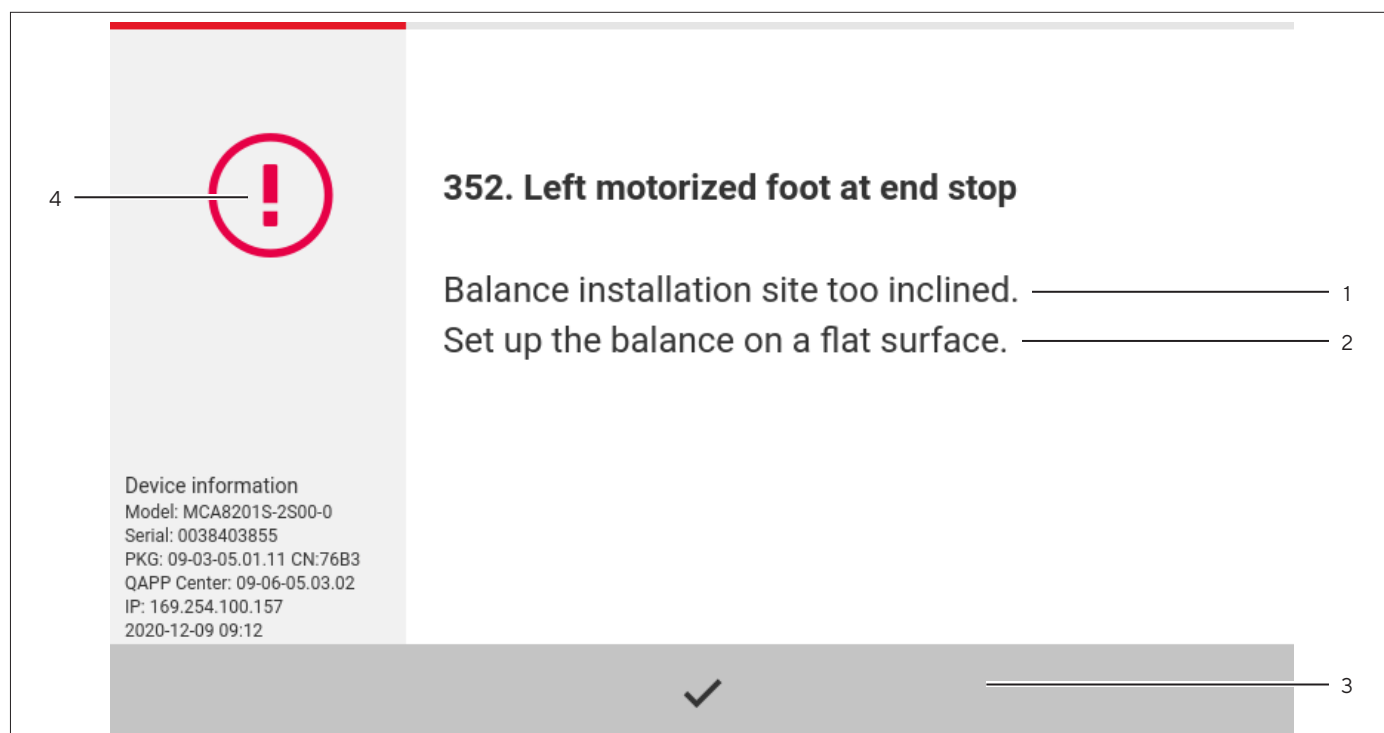 352. Left motorized foot at end stop
Balance installation site too inclined.
1
Set up the balance on a flat surface.
2
4
Device information
Model: MCA8201S-2S00-0
Serial: 0038403855
PKG: 09-03-05.01.11 CN:76B3
QAPP Center: 09-06-05.03.02
IP: 169.254.100.157
2020-12-09 09:12
3